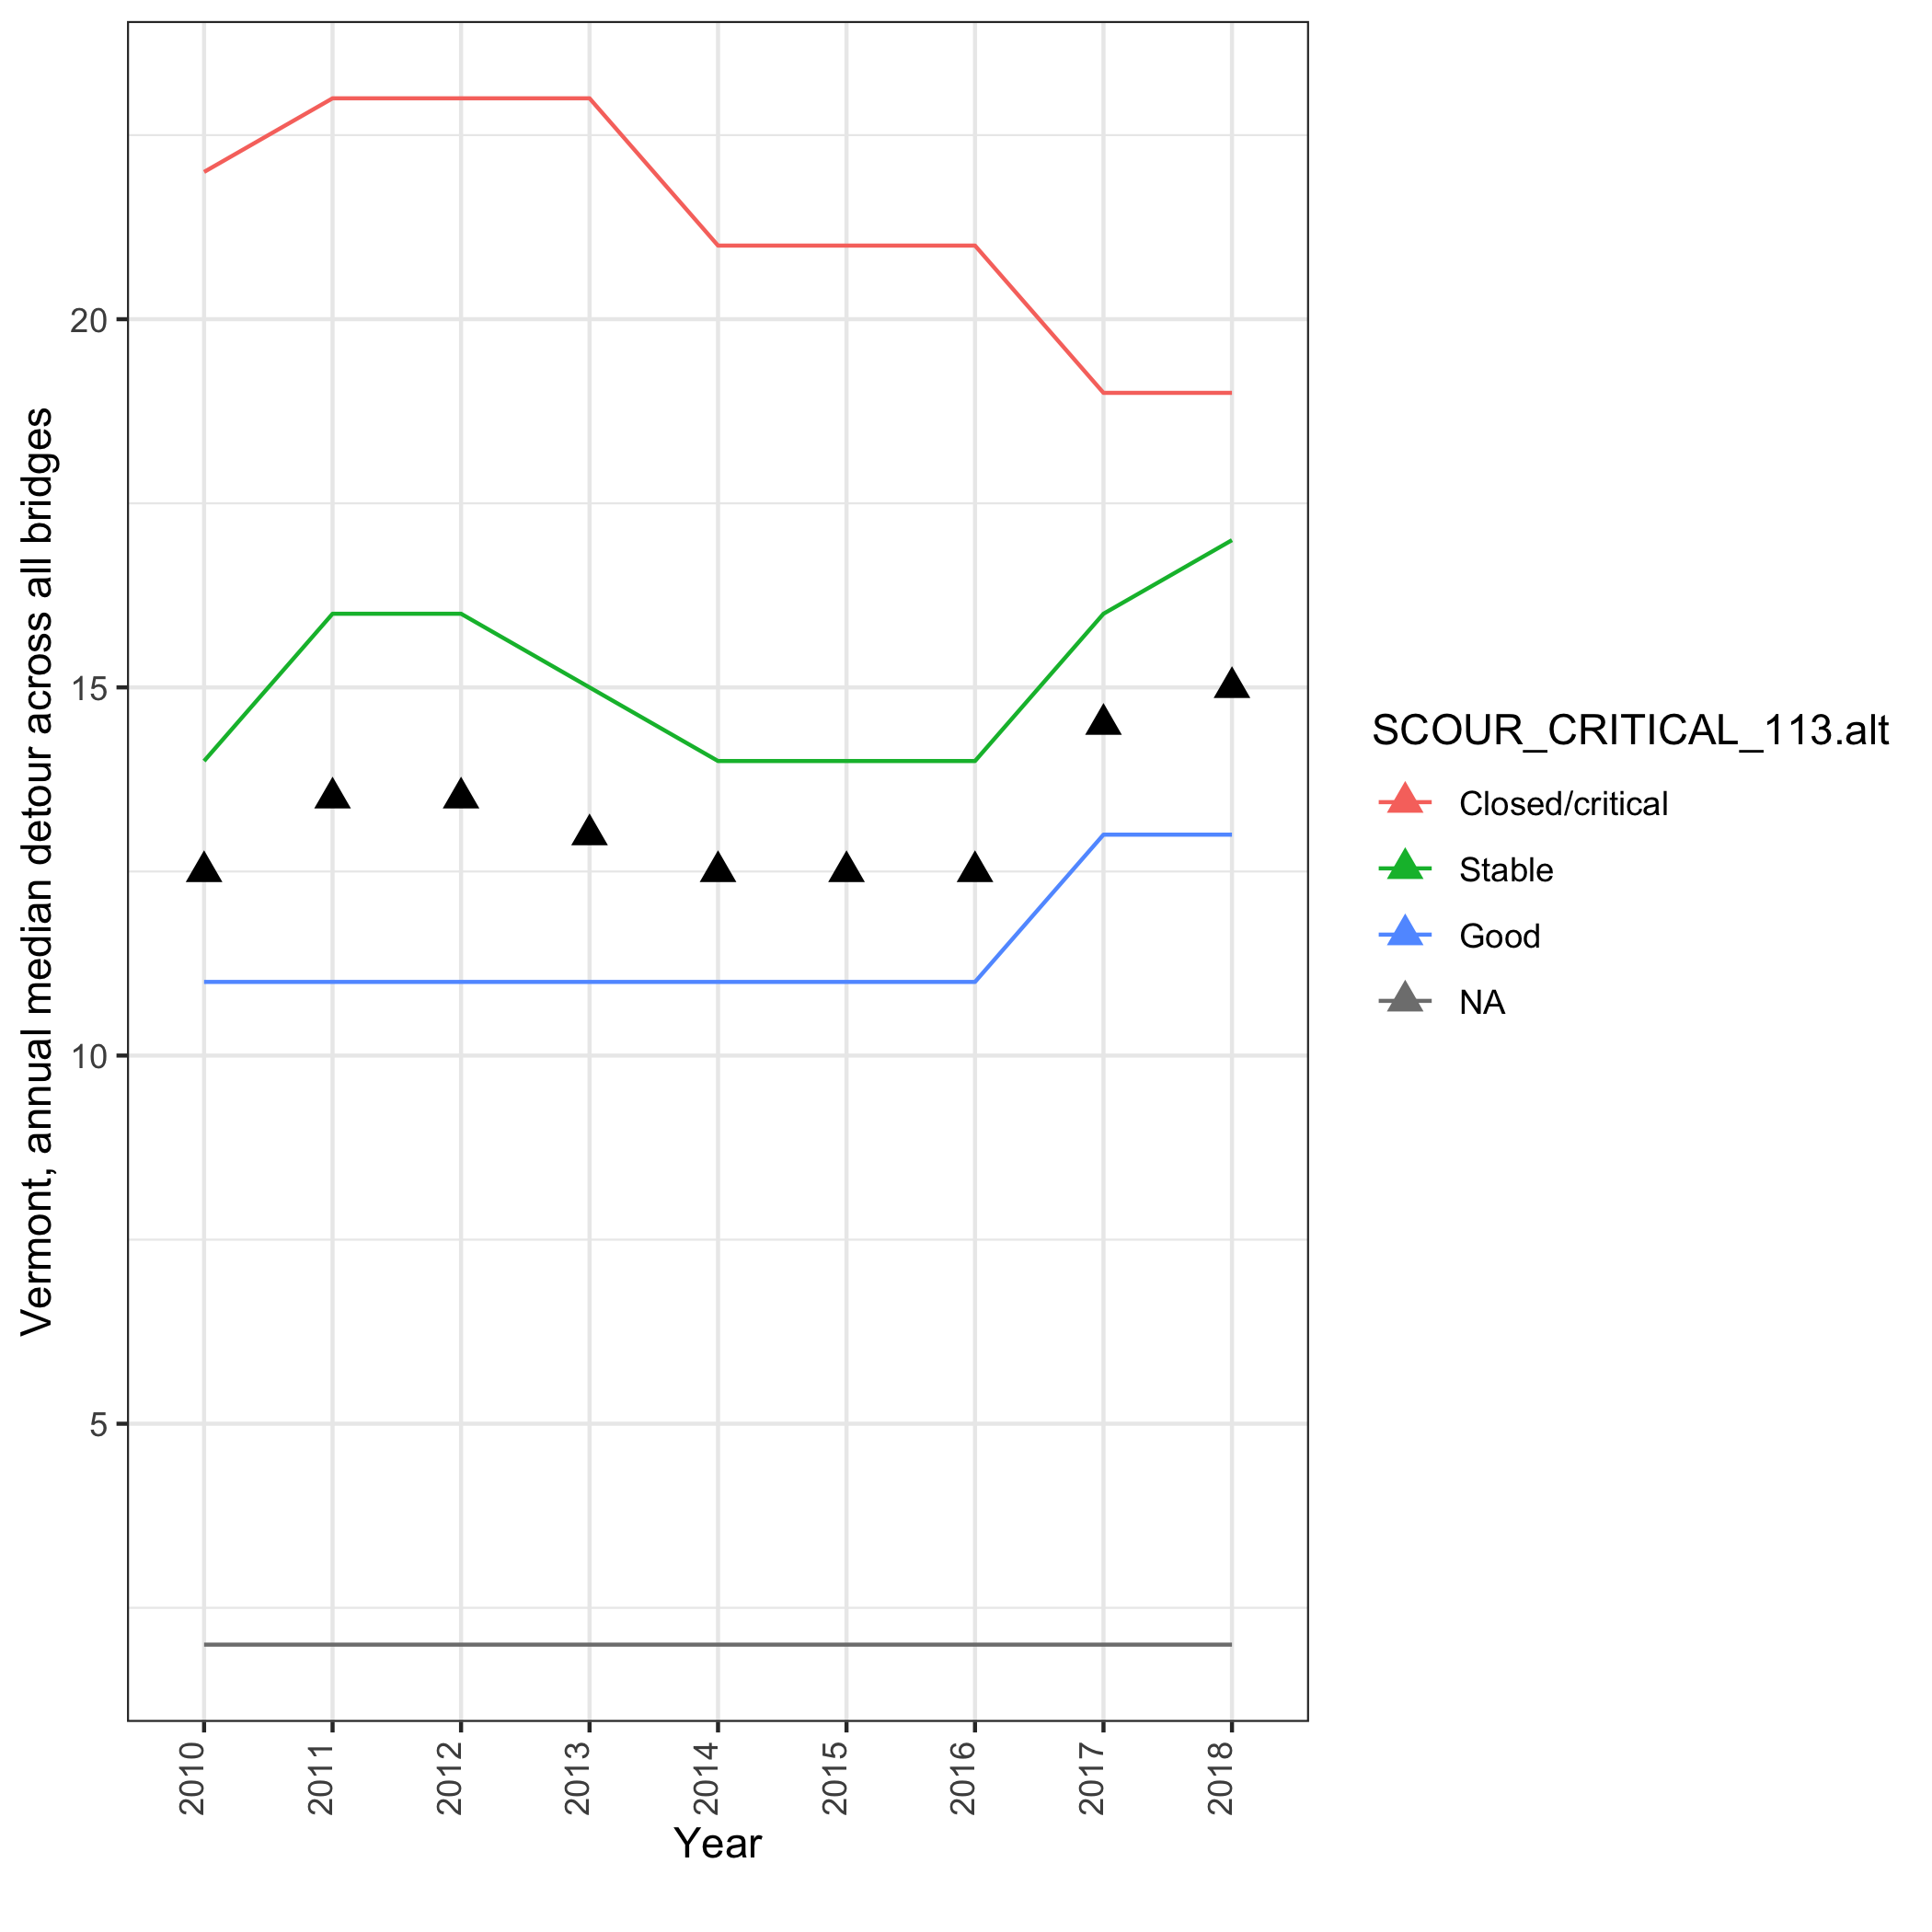 Vermont, annual median detour across all bridges
20
15
10
5
2010
2011
2012
2013
2014
2015
2016
2017
2018
Year
SCOUR_CRITICAL_113.alt
Closed/critical
Stable
Good
NA